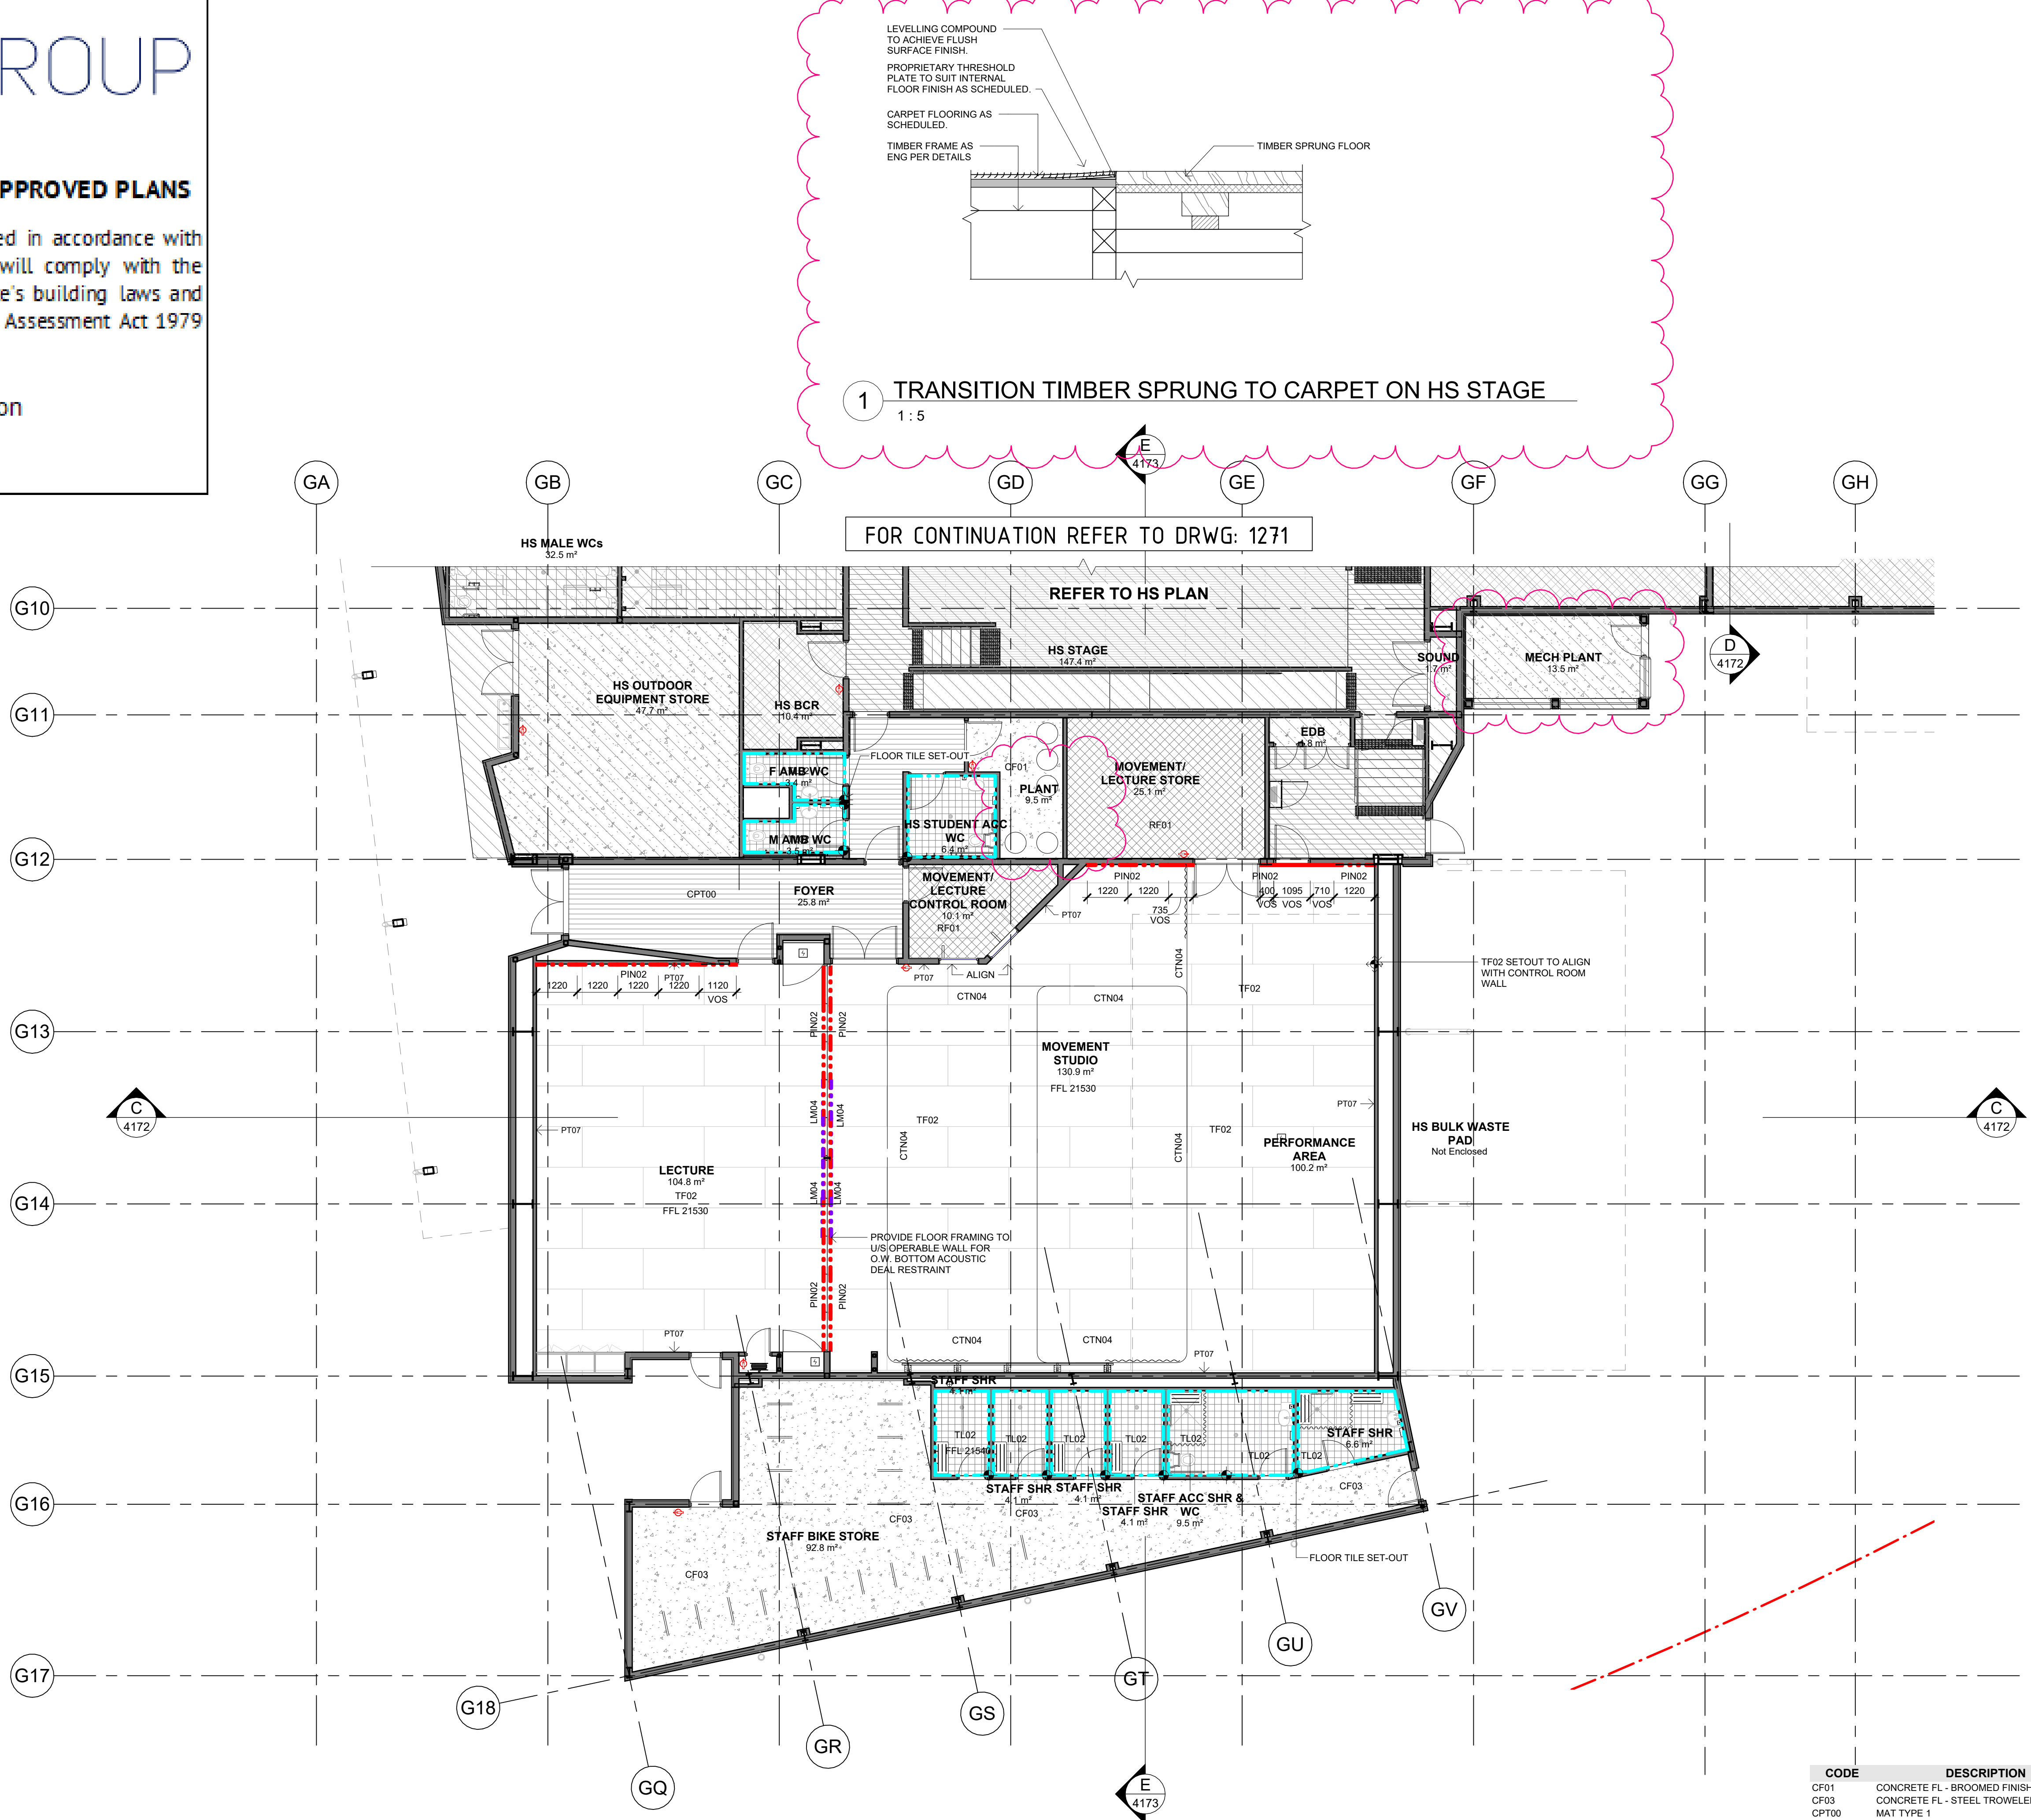 ROUP
PPROVED PLANS
ed in accordance with
will comply with the
e's building laws and
Assessment Act 1979
on
LEVELLING COMPOUND
TO ACHIEVE FLUSH
SURFACE FINISH.
PROPRIETARY THRESHOLD
PLATE TO SUIT INTERNAL
FLOOR FINISH AS SCHEDULED.
CARPET FLOORING AS
SCHEDULED.
TIMBER FRAME AS
ENG PER DETAILS
TIMBER SPRUNG FLOOR
1 TRANSITION TIMBER SPRUNG TO CARPET ON HS STAGE
1 : 5
E
4173
GA
GB
GC
GD
GE
GF
GG
GH
FOR CONTINUATION REFER TO DRWG: 1271
HS MALE WCs
32.5 m²
G10
REFER TO HS PLAN
HS STAGE
147.4 m²
SOUND
1.7 m²
MECH PLANT
13.5 m²
D
4172
HS OUTDOOR
EQUIPMENT STORE
47.7 m²
HS BCR
10.4 m²
G11
EDB
FLOOR TILE SET-OUT
CF01
F AMB WC
3.4 m²
PLANT
9.5 m²
MOVEMENT/
LECTURE STORE
25.1 m²
RF01
HS STUDENT ACC
WC
6.4 m²
M AMB WC
3.5 m²
G12
CPT00
FOYER
25.8 m²
MOVEMENT/
LECTURE
CONTROL ROOM
10.1 m²
RF01
PT07
PIN02
1220
1220
735
VOS
PIN02
PIN02
400
1095
710
1220
VOS
VOS
VOS
PIN02
PT07
1220
1220
1220
1220
1120
VOS
PT07
ALIGN
CTN04
CTN04
CTN04
TF02
TF02 SETOUT TO ALIGN
WITH CONTROL ROOM
WALL
G13
PIN02
PIN02
MOVEMENT
STUDIO
130.9 m²
FFL 21530
C
4172
PT07
LM04
LM04
TF02
CTN04
CTN04
TF02
PT07
PERFORMANCE
AREA
100.2 m²
HS BULK WASTE
PAD
Not Enclosed
C
4172
LECTURE
104.8 m²
TF02
FFL 21530
LM04
LM04
G14
PROVIDE FLOOR FRAMING TO
U/S OPERABLE WALL FOR
O.W. BOTTOM ACOUSTIC
DEAL RESTRAINT
PIN02
PIN02
PT07
CTN04
CTN04
PT07
G15
STAFF SHR
4.1 m²
TL02
FFL 21540
TL02
TL02
TL02
TL02
TL02
TL02
STAFF SHR
6.6 m²
CF03
G16
STAFF SHR
4.1 m²
STAFF SHR
4.1 m²
STAFF SHR
4.1 m²
STAFF ACC SHR &
WC
9.5 m²
CF03
CF03
STAFF BIKE STORE
92.8 m²
FLOOR TILE SET-OUT
CF03
G17
G18
GQ
GR
GS
GT
GU
GV
E
4173
CODE DESCRIPTION
CF01 CONCRETE FL - BROOMED FINISH
CF03 CONCRETE FL - STEEL TROWELE
CPT00 MAT TYPE 1